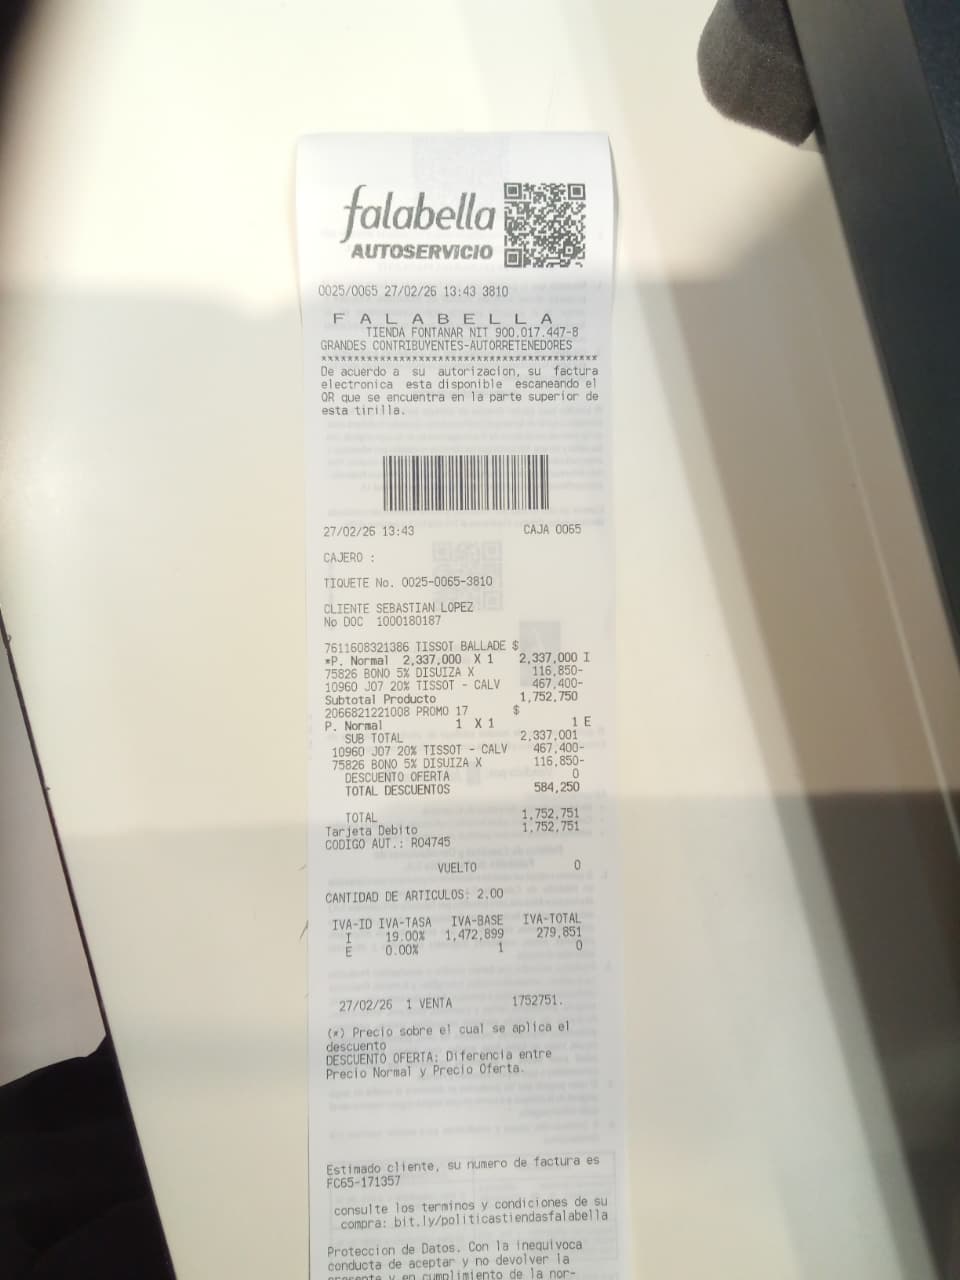 falabella
AUTOSERVICIO
0025/0065 27/02/26 13:43 3810
F A L A B E L L A
TIENDA FONTANAR NIT 900.017.447-8
GRANDES CONTRIBUYENTES-AUTORRETENEDORES
******************************************
De acuerdo a su autorizacion, su factura
electronica esta disponible escaneando el
QR que se encuentra en la parte superior de
esta tirilla.
27/02/26 13:43 CAJA 0065
CAJERO :
TIQUETE No. 0025-0065-3810
CLIENTE SEBASTIAN LOPEZ
No DOC 1000180187
7611608321386 TISSOT BALLADE $
*P. Normal 2,337,000 X 1 2,337,000 I
75826 BONO 5% DISUIZA X 116,850-
10960 J07 20% TISSOT - CALV 467,400-
Subtotal Producto 1,752,750
2066821221008 PROMO 17 $
P. Normal 1 X 1 1 E
SUB TOTAL 2,337,001
10960 J07 20% TISSOT - CALV 467,400-
75826 BONO 5% DISUIZA X 116,850-
DESCUENTO OFERTA 0
TOTAL DESCUENTOS 584,250
TOTAL 1,752,751
Tarjeta Debito 1,752,751
CODIGO AUT.: R04745
VUELTO 0
CANTIDAD DE ARTICULOS: 2.00
IVA-ID IVA-TASA IVA-BASE IVA-TOTAL
I 19.00% 1,472,899 279,851
E 0.00% 1 0
27/02/26 1 VENTA 1752751.
(*) Precio sobre el cual se aplica el
descuento
DESCUENTO OFERTA: Diferencia entre
Precio Normal y Precio Oferta.
Estimado cliente, su numero de factura es
FC65-171357
consulte los terminos y condiciones de su
compra: bit.ly/politicastiendasfalabella
Proteccion de Datos. Con la inequivoca
conducta de aceptar y no devolver la
presente y en cumplimiento de la nor-